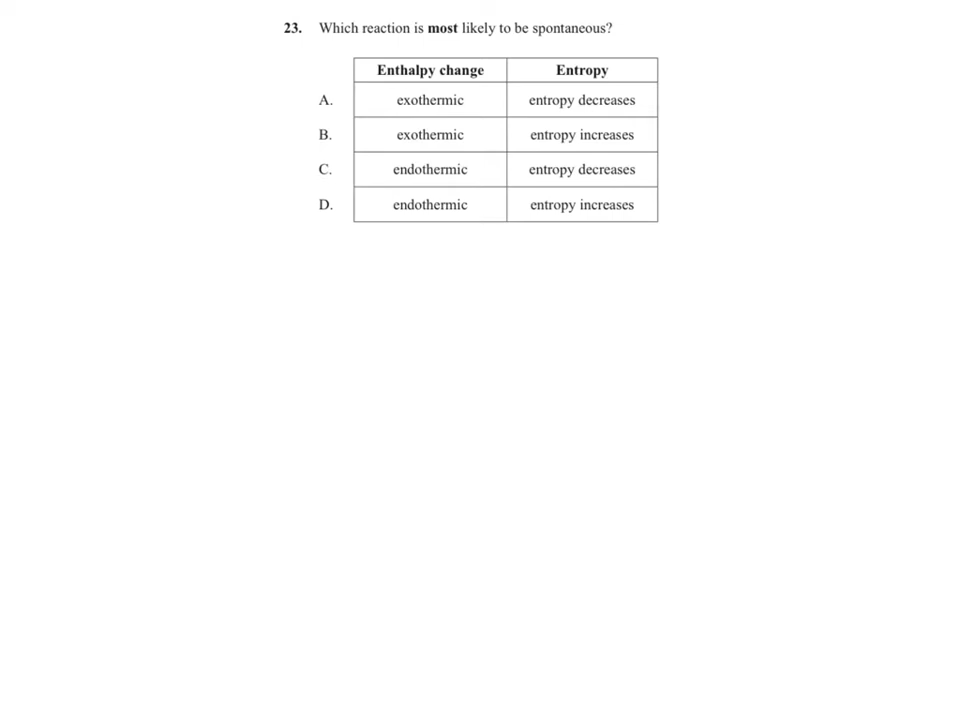 23. Which reaction is most likely to be spontaneous?
Enthalpy change Entropy
A. exothermic entropy decreases
B. exothermic entropy increases
C. endothermic entropy decreases
D. endothermic entropy increases